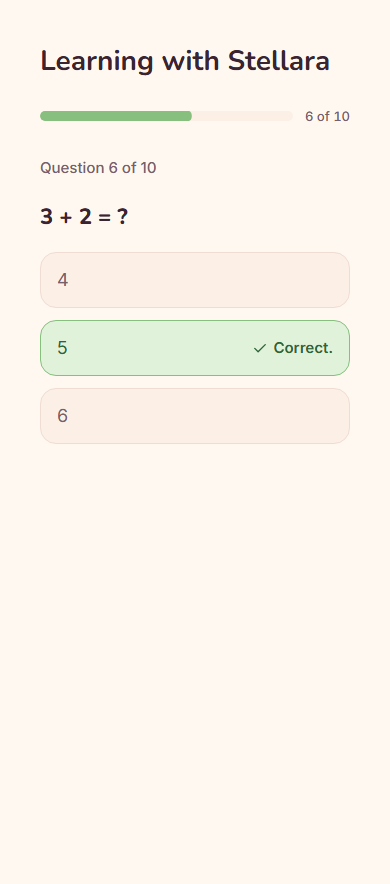 Learning with Stellara
6 of 10
Question 6 of 10
3 + 2 = ?
4
5
✓ Correct.
6